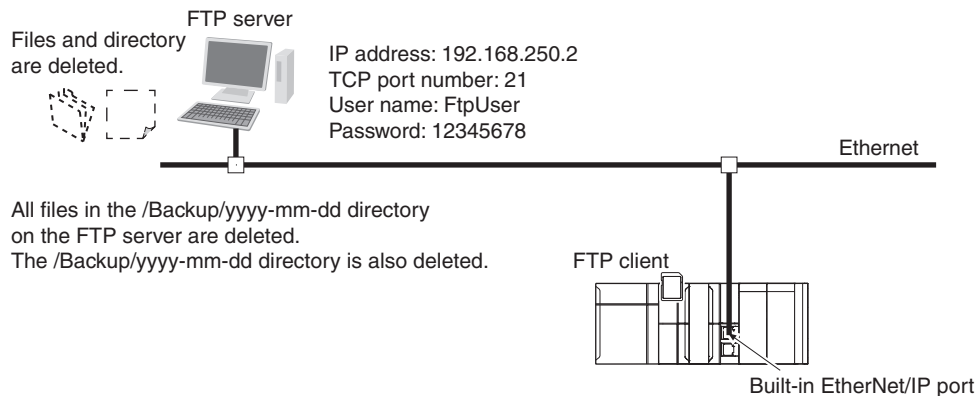 FTP server
Files and directory
are deleted.
IP address: 192.168.250.2
TCP port number: 21
User name: FtpUser
Password: 12345678
Ethernet
All files in the /Backup/yyyy-mm-dd directory
on the FTP server are deleted.
The /Backup/yyyy-mm-dd directory is also deleted.
FTP client
Built-in EtherNet/IP port